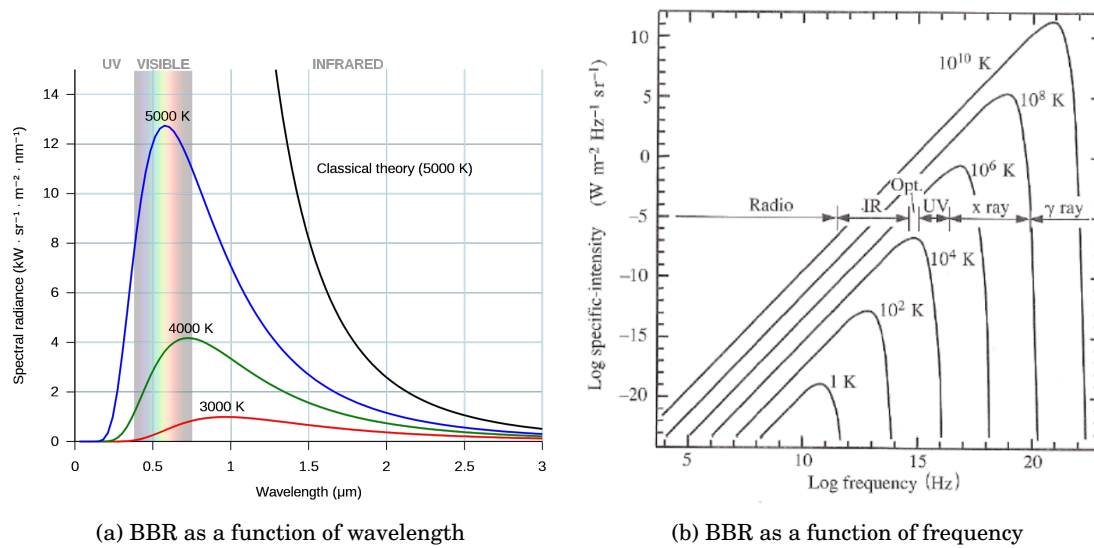 UV VISIBLE INFRARED
14
12
10
8
6
4
2
0
Spectral radiance (kW · sr⁻¹ · m⁻² · nm⁻¹)
5000 K
4000 K
3000 K
Classical theory (5000 K)
0 0.5 1 1.5 2 2.5 3
Wavelength (μm)
(a) BBR as a function of wavelength
10
5
0
−5
−10
−15
−20
Log specific-intensity (W m⁻² Hz⁻¹ sr⁻¹)
10¹⁰ K
10⁸ K
10⁶ K
Opt.
Radio IR UV x ray γ ray
10⁴ K
10² K
1 K
5 10 15 20
Log frequency (Hz)
(b) BBR as a function of frequency